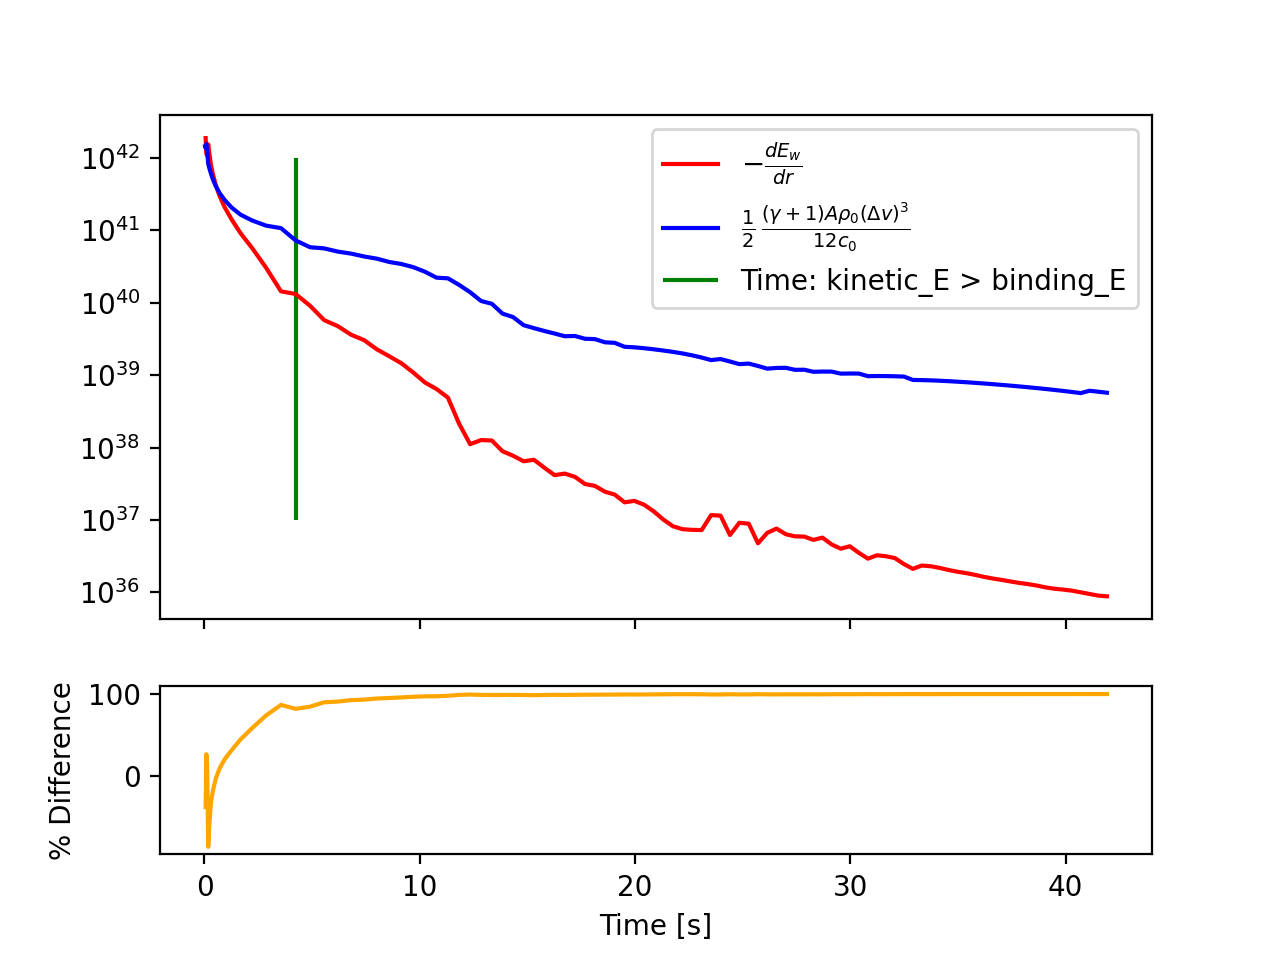 10^42
10^41
10^40
10^39
10^38
10^37
10^36
−dE_w/dr
1/2 (γ + 1)Aρ_0(Δv)^3/12c_0
Time: kinetic_E > binding_E
100
0
% Difference
0 10 20 30 40
Time [s]